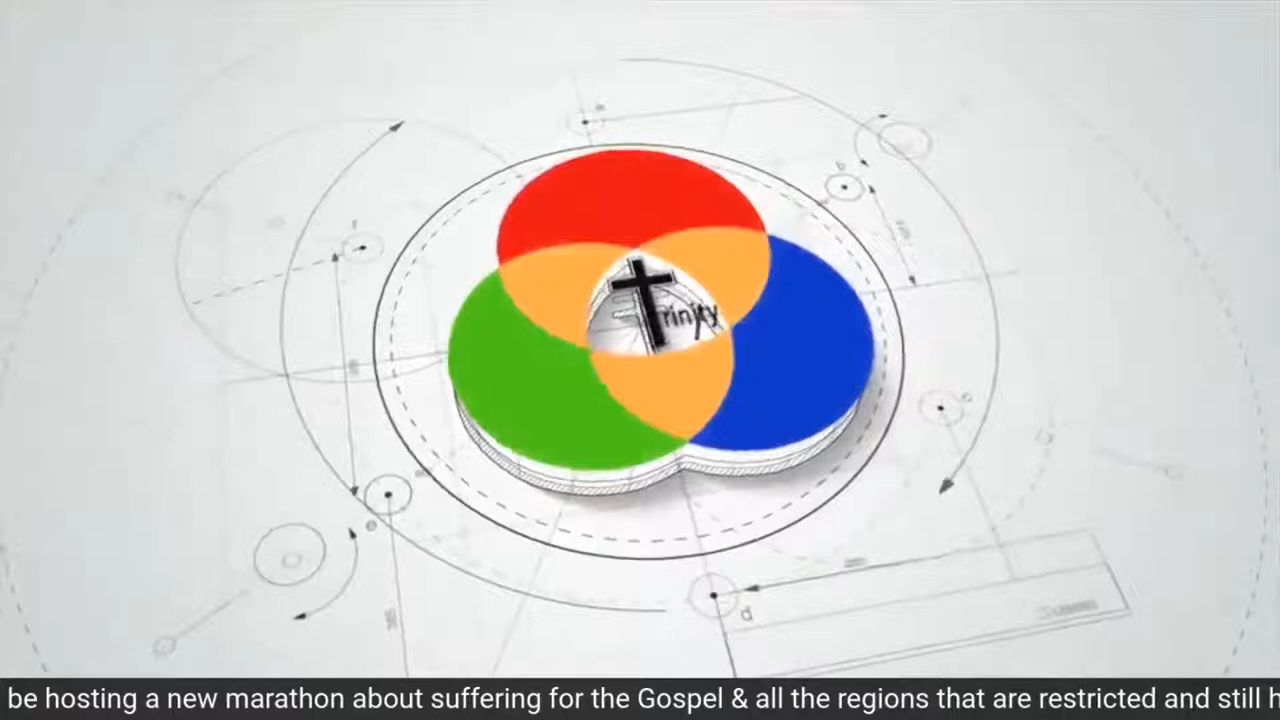 f
b
Trinity
e
d
be hosting a new marathon about suffering for the Gospel & all the regions that are restricted and still h